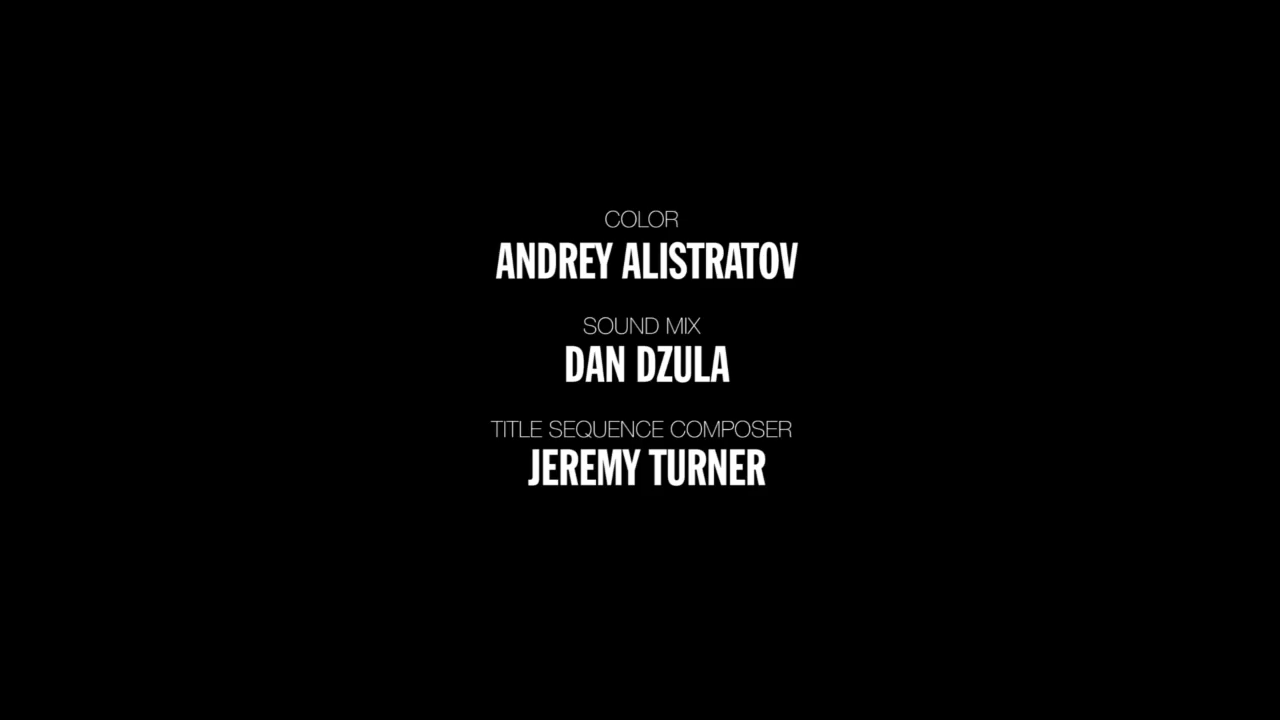 COLOR
ANDREY ALISTRATOV
SOUND MIX
DAN DZULA
TITLE SEQUENCE COMPOSER
JEREMY TURNER